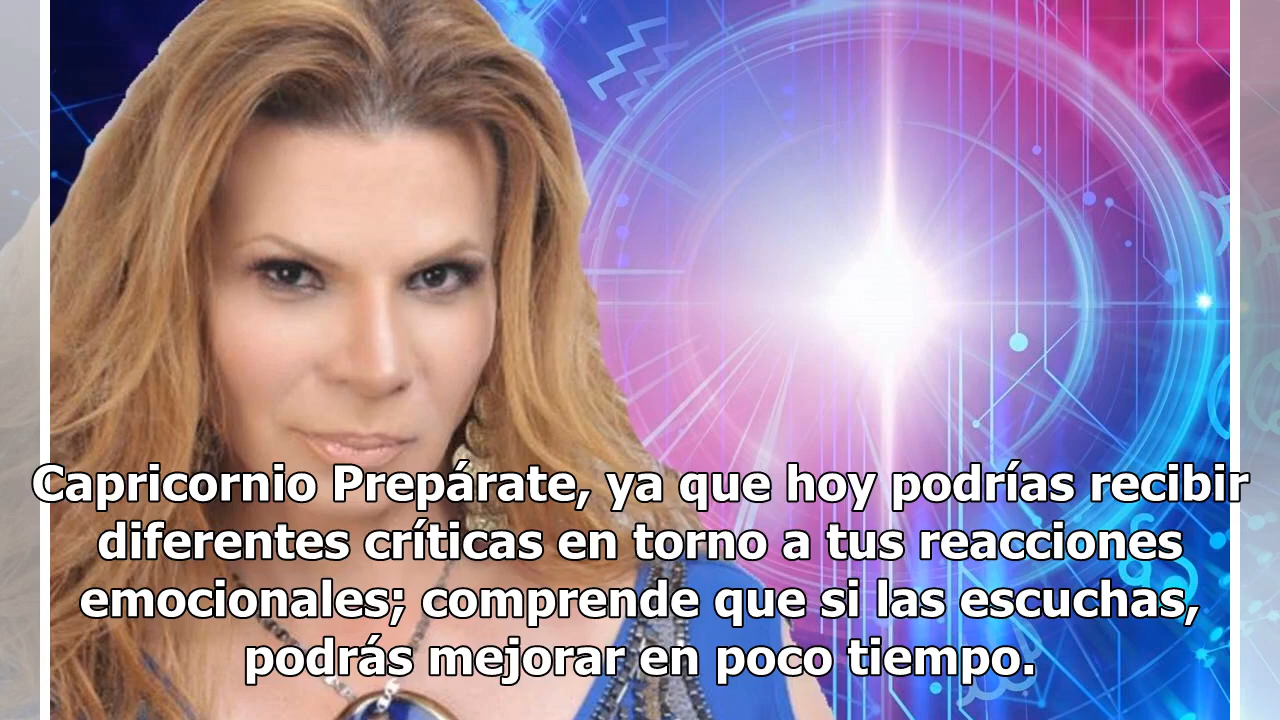 Capricornio Prepárate, ya que hoy podrías recibir
diferentes críticas en torno a tus reacciones
emocionales; comprende que si las escuchas,
podrás mejorar en poco tiempo.